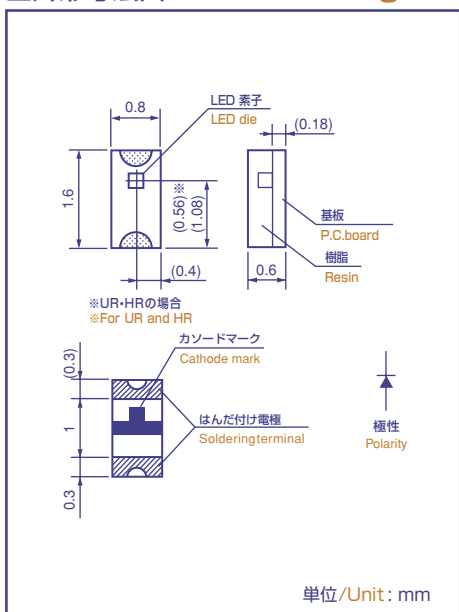 0.8
LED 素子
LED die
(0.18)
1.6
(0.56)※
(1.08)
基板
P.C.board
樹脂
Resin
(0.4)
0.6
※UR・HRの場合
※For UR and HR
カソードマーク
Cathode mark
(0.3)
1
はんだ付け電極
Solderingterminal
0.3
極性
Polarity
単位/Unit : mm